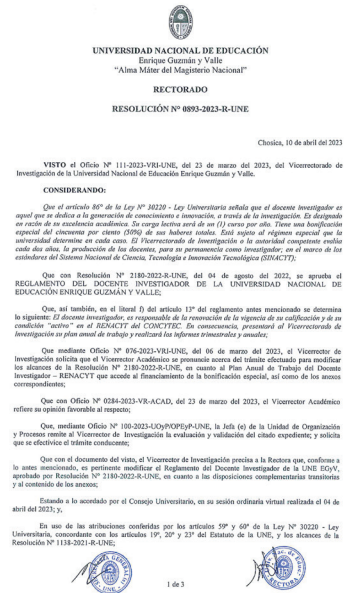 UNIVERSIDAD NACIONAL DE EDUCACIÓN
Enrique Guzmán y Valle
“Alma Máter del Magisterio Nacional”
RECTORADO
RESOLUCIÓN N° 0893-2023-R-UNE
Chosica, 10 de abril del 2023
VISTO el Oficio N° 111-2023-VRI-UNE, del 23 de marzo del 2023, del Vicerrectorado de
Investigación de la Universidad Nacional de Educación Enrique Guzmán y Valle.
CONSIDERANDO:
Que el artículo 86° de la Ley N° 30220 - Ley Universitaria señala que el docente investigador es
aquel que se dedica a la generación de conocimiento e innovación, a través de la investigación. Es designado
en razón de su excelencia académica. Su carga lectiva será de un (1) curso por año. Tiene una bonificación
especial del cincuenta por ciento (50%) de sus haberes totales. Está sujeto al régimen especial que la
universidad determine en cada caso. El Vicerrectorado de Investigación o la autoridad competente evalúa
cada dos años, la producción de los docentes, para su permanencia como investigador; en el marco de los
estándares del Sistema Nacional de Ciencia, Tecnología e Innovación Tecnológica (SINACYT);
Que con Resolución N° 2180-2022-R-UNE, del 04 de agosto del 2022, se aprueba el
REGLAMENTO DEL DOCENTE INVESTIGADOR DE LA UNIVERSIDAD NACIONAL DE
EDUCACIÓN ENRIQUE GUZMÁN Y VALLE;
Que, así también, en el literal f) del artículo 13° del reglamento antes mencionado se determina
lo siguiente: El docente investigador, es responsable de la renovación de la vigencia de su calificación y de su
condición “activo” en el RENACYT del CONCYTEC. En consecuencia, presentará al Vicerrectorado de
Investigación su plan anual de trabajo y realizará los informes trimestrales y anuales;
Que mediante Oficio N° 076-2023-VRI-UNE, del 06 de marzo del 2023, el Vicerrector de
Investigación solicita que el Vicerrector Académico se pronuncie acerca del trámite efectuado para modificar
los alcances de la Resolución N° 2180-2022-R-UNE, en cuanto al Plan Anual de Trabajo del Docente
Investigador – RENACYT que accede al financiamiento de la bonificación especial, así como de los anexos
correspondientes;
Que con Oficio N° 0284-2023-VR-ACAD, del 23 de marzo del 2023, el Vicerrector Académico
refiere su opinión favorable al respecto;
Que, mediante Oficio N° 100-2023-UOyP/OPEyP-UNE, la Jefa (e) de la Unidad de Organización
y Procesos remite al Vicerrector de Investigación la evaluación y validación del citado expediente; y solicita
que se efectivice el trámite conducente;
Que con el documento del visto, el Vicerrector de Investigación precisa a la Rectora que, conforme a
lo antes mencionado, es pertinente modificar el Reglamento del Docente Investigador de la UNE EGyV,
aprobado por Resolución N° 2180-2022-R-UNE, en cuanto a las disposiciones complementarias transitorias
y al contenido de los anexos;
Estando a lo acordado por el Consejo Universitario, en su sesión ordinaria virtual realizada el 04 de
abril del 2023; y,
En uso de las atribuciones conferidas por los artículos 59° y 60° de la Ley N° 30220 - Ley
Universitaria, concordante con los artículos 19°, 20° y 23° del Estatuto de la UNE, y los alcances de la
Resolución N° 1138-2021-R-UNE;
1 de 3
RECTORA